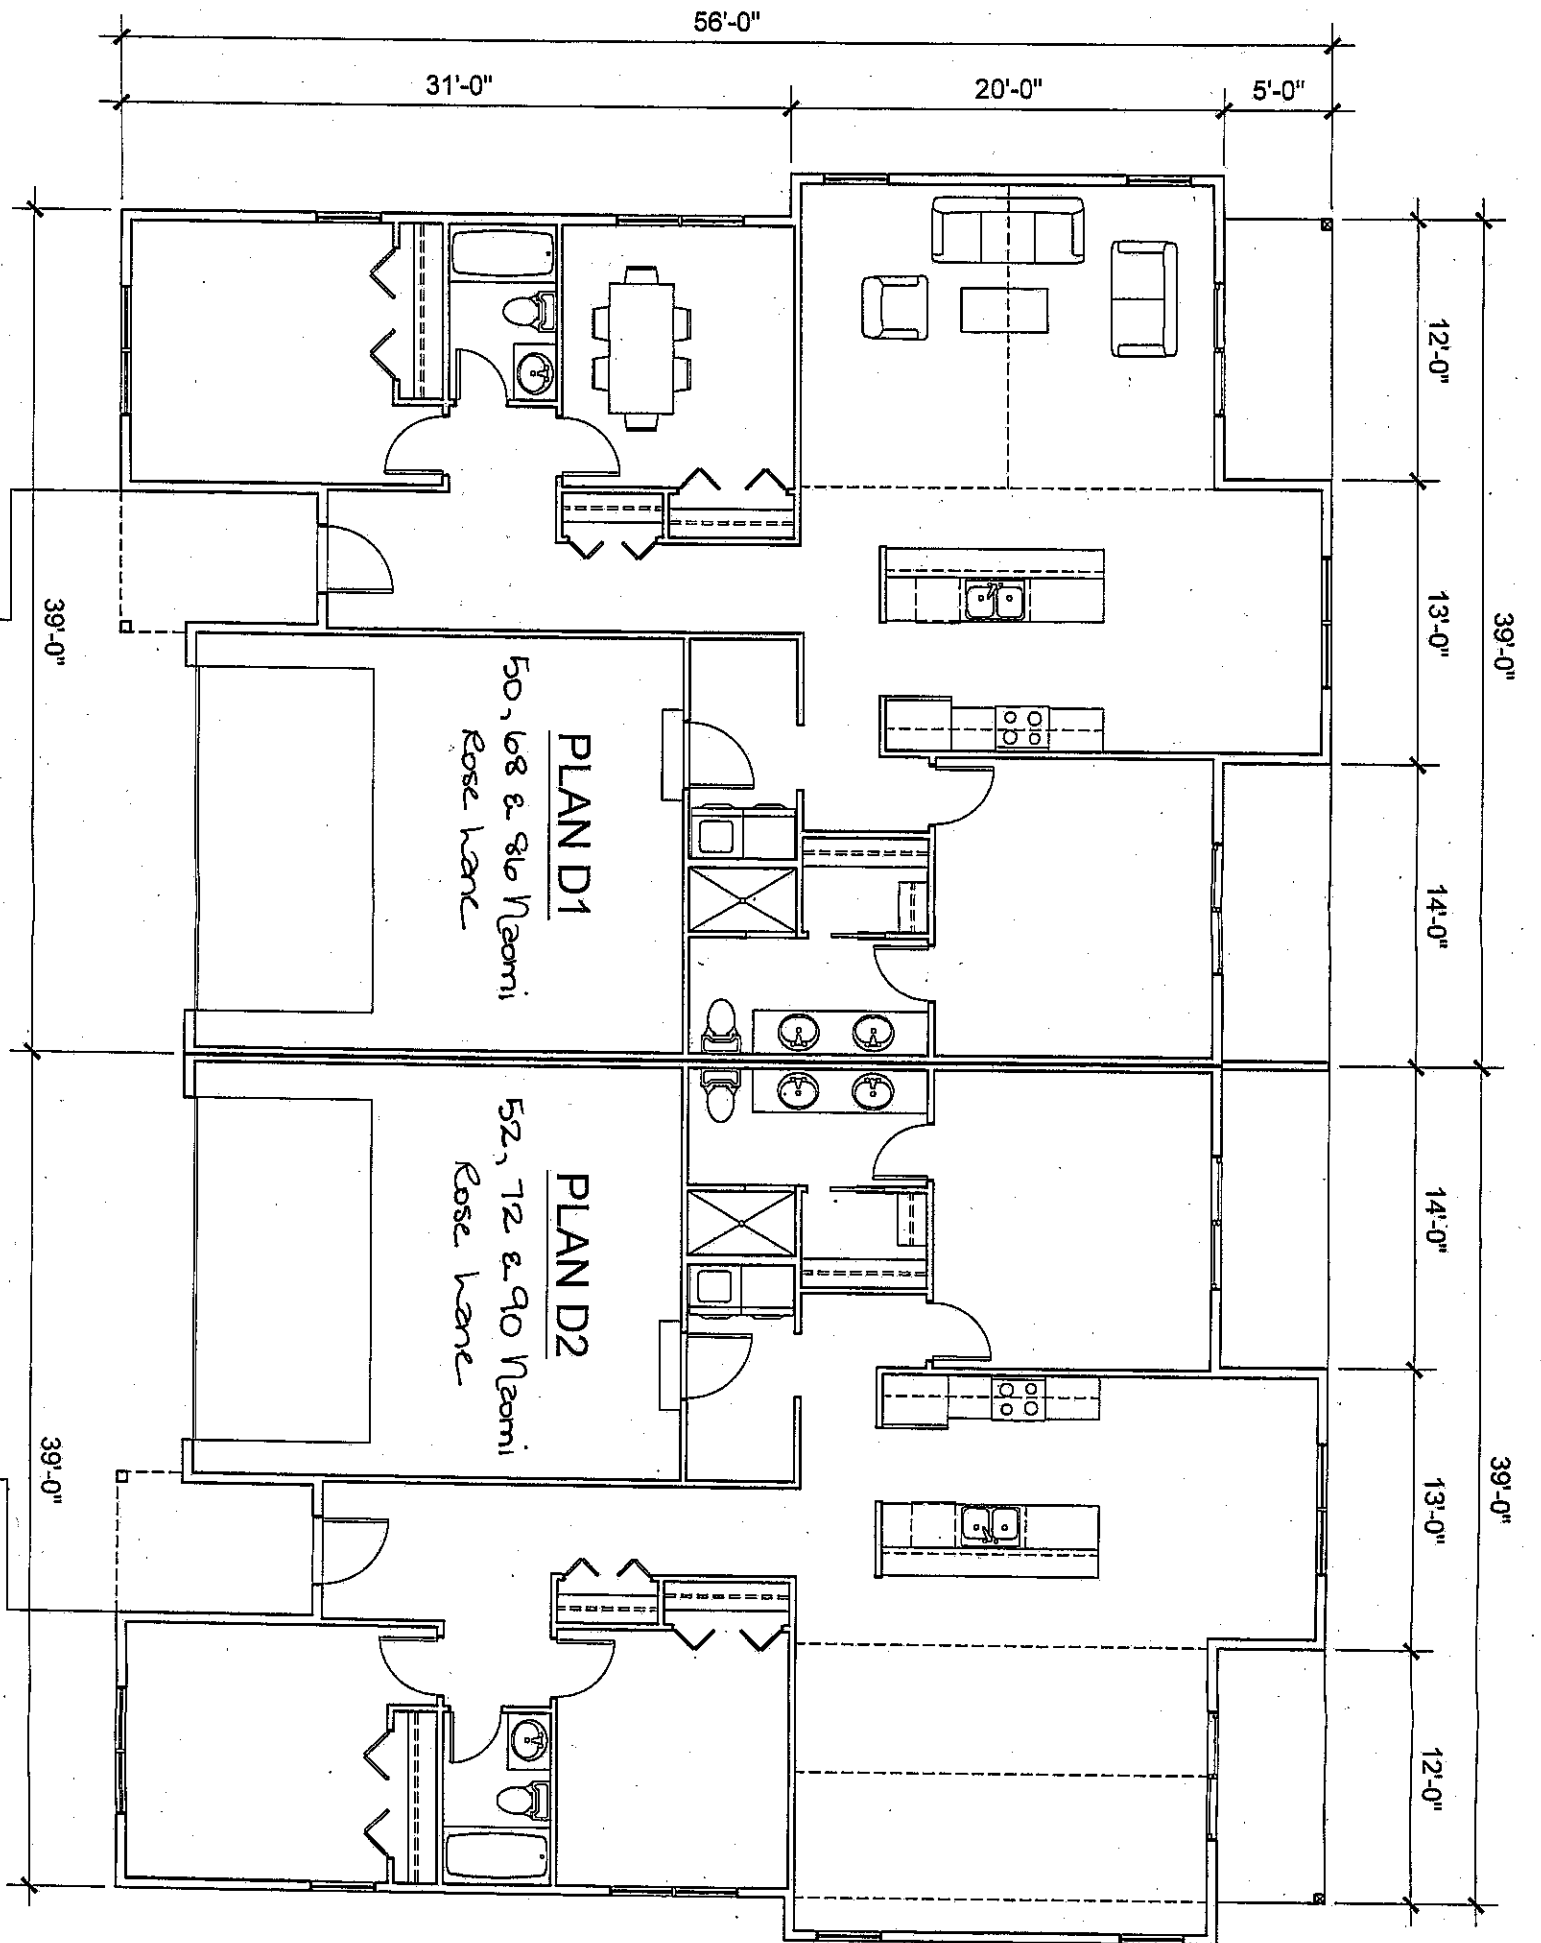 56'-0"
31'-0"
20'-0"
5'-0"
39'-0"
39'-0"
12'-0"
13'-0"
14'-0"
14'-0"
13'-0"
12'-0"
PLAN D1
50, 68 & 86 Naomi
Rose Lane
PLAN D2
52, 72 & 90 Naomi
Rose Lane
39'-0"
39'-0"